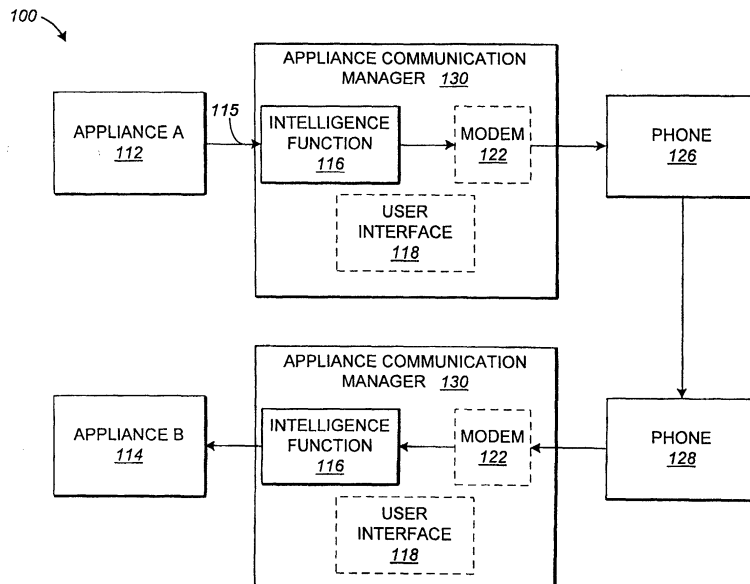 100
APPLIANCE COMMUNICATION
MANAGER 130
APPLIANCE A
112
115
INTELLIGENCE
FUNCTION
116
MODEM
122
PHONE
126
USER
INTERFACE
118
APPLIANCE COMMUNICATION
MANAGER 130
APPLIANCE B
114
INTELLIGENCE
FUNCTION
116
MODEM
122
PHONE
128
USER
INTERFACE
118